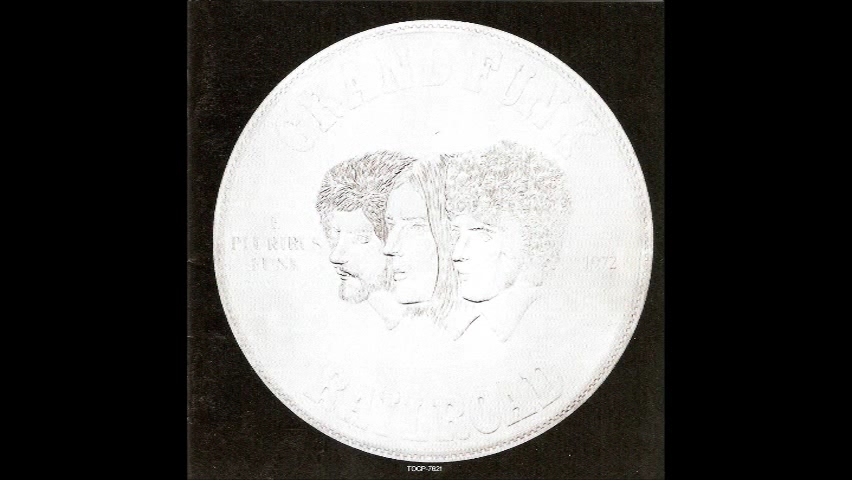 GRAND FUNK
E
PLURIBUS
FUNK
1972
RAILROAD
TOCP-7821